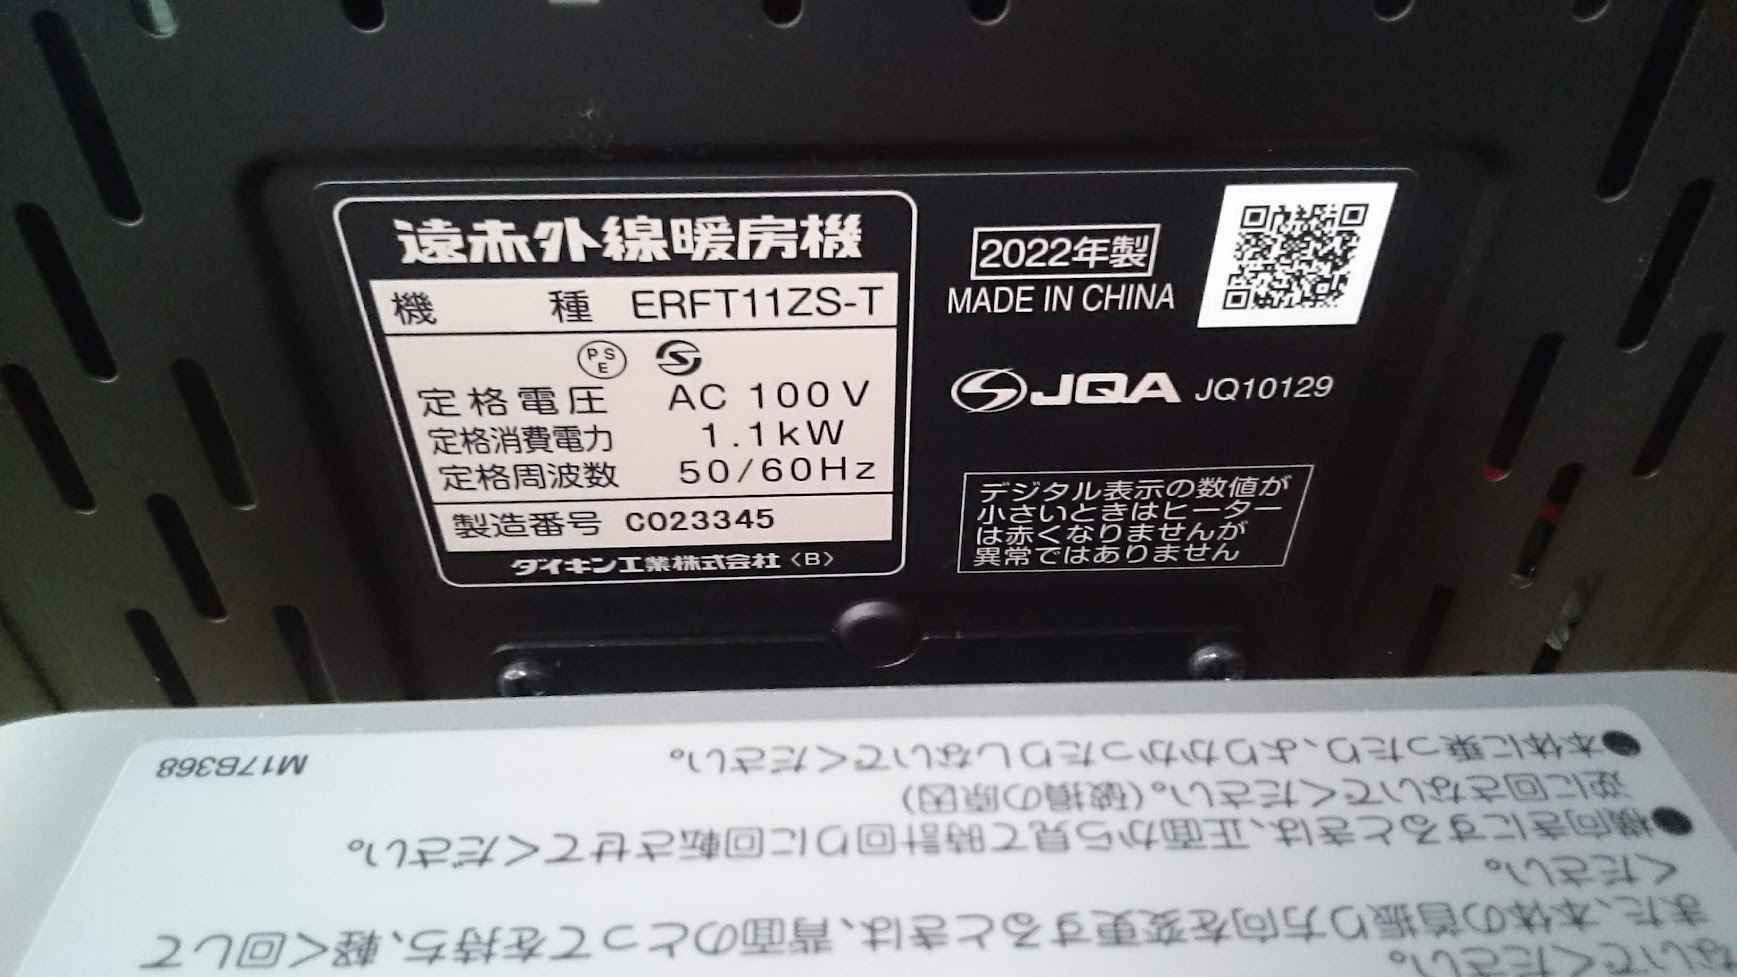 遠赤外線暖房機
機 種 ERFT11ZS-T
PSE
定格電圧 AC 100V
定格消費電力 1.1kW
定格周波数 50/60Hz
製造番号 C023345
ダイキン工業株式会社〈B〉
2022年製
MADE IN CHINA
JQA JQ10129
デジタル表示の数値が
小さいときはヒーター
は赤くなりませんが
異常ではありません
ないでください。
また、本体の首振り方向を変更するときは、背面のとってを持ち、軽く回して
ください。
●横向きにするときは、正面から見て時計回りに回転させてください。
逆に回さないでください。（破損の原因）
●本体に乗ったり、よりかかったりしないでください。
M17B368